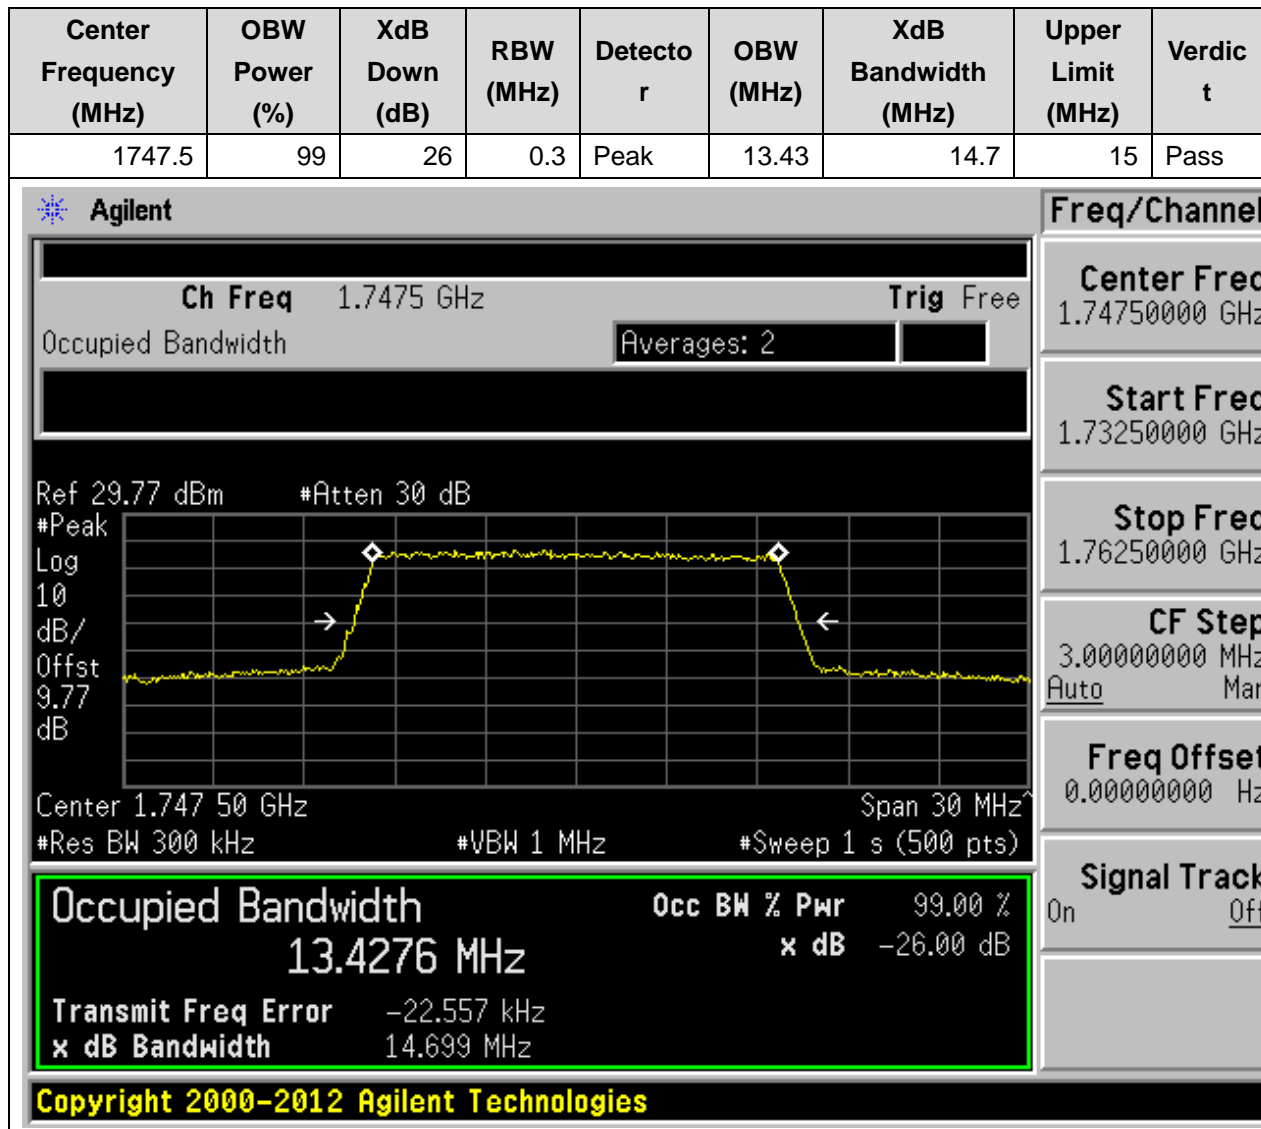 Center Frequency (MHz) OBW Power (%) XdB Down (dB) RBW (MHz) Detecto r OBW (MHz) XdB Bandwidth (MHz) Upper Limit (MHz) Verdic t
1747.5 99 26 0.3 Peak 13.43 14.7 15 Pass
Agilent
Freq/Channel
Ch Freq 1.7475 GHz Trig Free
Occupied Bandwidth Averages: 2
Center Freq
1.74750000 GHz
Start Freq
1.73250000 GHz
Stop Freq
1.76250000 GHz
CF Step
3.00000000 MHz
Auto Man
Freq Offset
0.00000000 Hz
Signal Track
On Off
Ref 29.77 dBm #Atten 30 dB
#Peak
Log
10
dB/
Offst
9.77
dB
Center 1.747 50 GHz Span 30 MHz^
#Res BW 300 kHz #VBW 1 MHz #Sweep 1 s (500 pts)
Occupied Bandwidth Occ BW % Pwr 99.00 %
13.4276 MHz x dB -26.00 dB
Transmit Freq Error -22.557 kHz
x dB Bandwidth 14.699 MHz
Copyright 2000-2012 Agilent Technologies